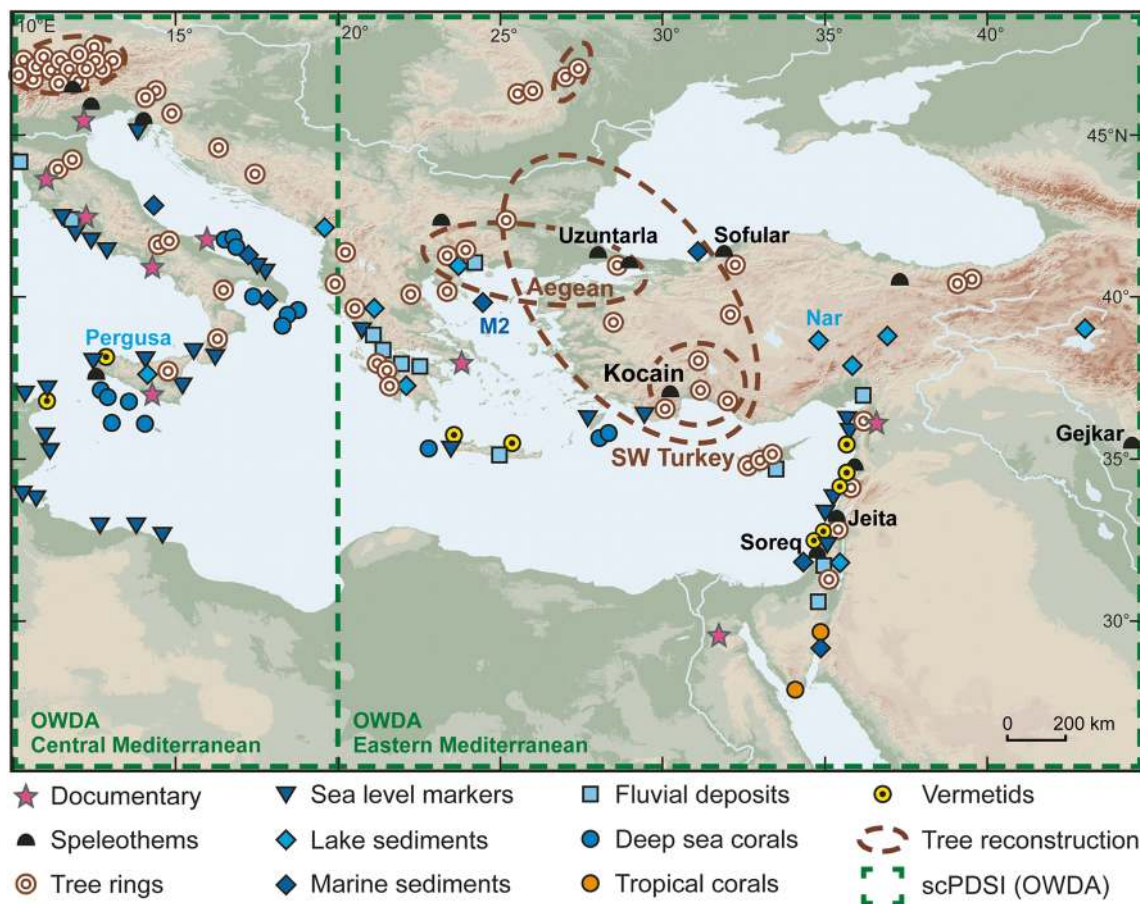 10°E
15°
20°
25°
30°
35°
40°
45°N
Uzuntarla
Sofular
Aegean
40°
Pergusa
M2
Nar
Kocain
Gejkar
SW Turkey
35°
Jeita
Soreq
30°
OWDA
Central Mediterranean
OWDA
Eastern Mediterranean
0 200 km
Documentary
Sea level markers
Fluvial deposits
Vermetids
Speleothems
Lake sediments
Deep sea corals
Tree reconstruction
Tree rings
Marine sediments
Tropical corals
scPDSI (OWDA)